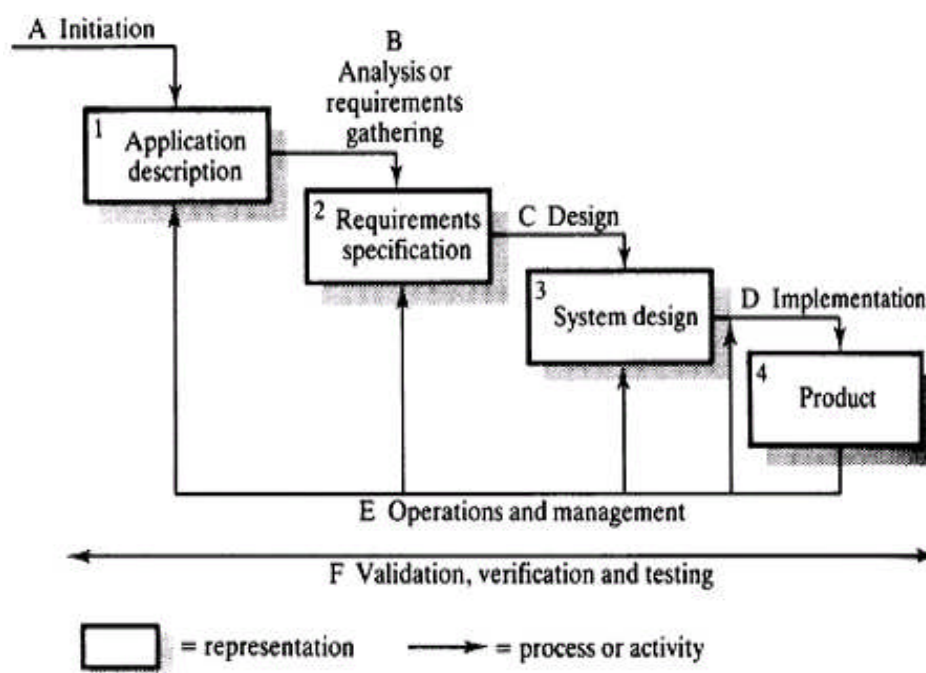 A Initiation
B
Analysis or
requirements
gathering
1
Application
description
2
Requirements
specification
C Design
3
System design
D Implementation
4
Product
E Operations and management
F Validation, verification and testing
= representation
= process or activity